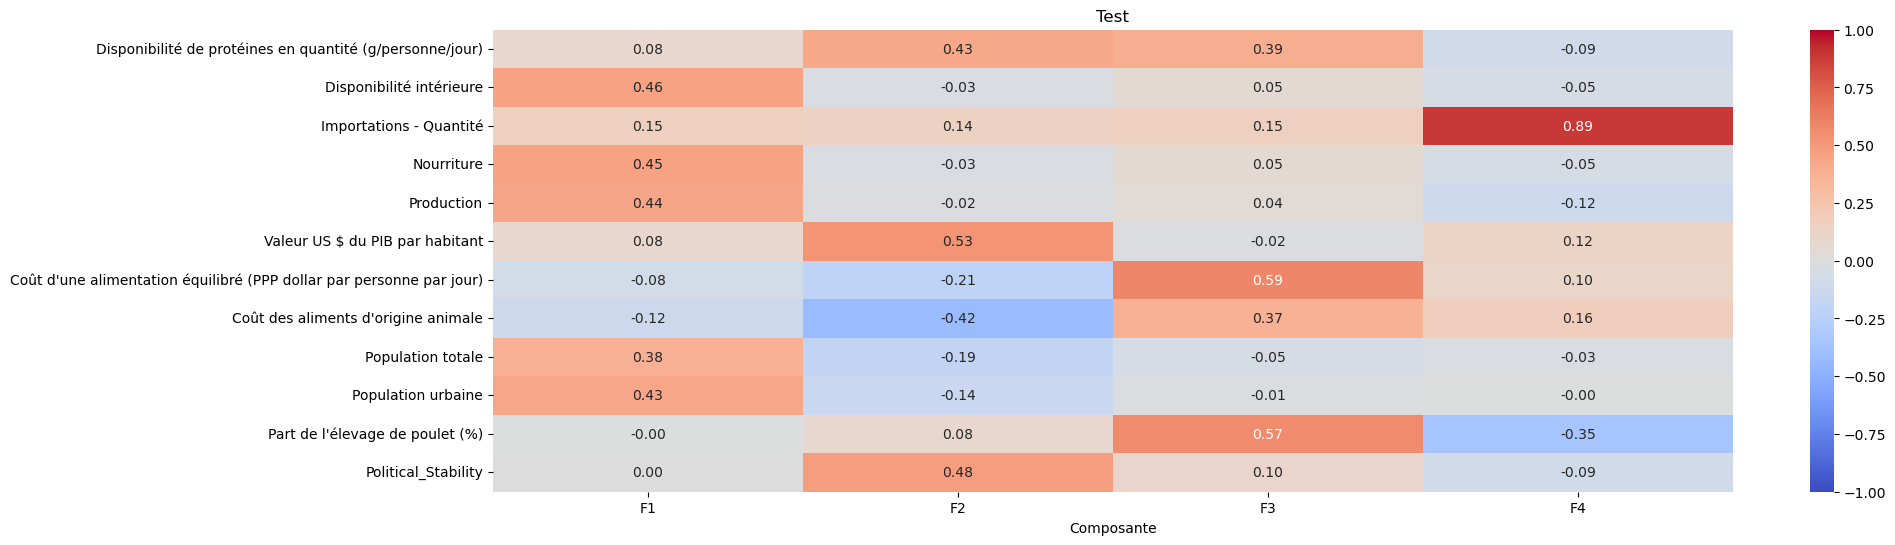 Test
Disponibilité de protéines en quantité (g/personne/jour) 0.08 0.43 0.39 -0.09
Disponibilité intérieure 0.46 -0.03 0.05 -0.05
Importations - Quantité 0.15 0.14 0.15 0.89
Nourriture 0.45 -0.03 0.05 -0.05
Production 0.44 -0.02 0.04 -0.12
Valeur US $ du PIB par habitant 0.08 0.53 -0.02 0.12
Coût d'une alimentation équilibré (PPP dollar par personne par jour) -0.08 -0.21 0.59 0.10
Coût des aliments d'origine animale -0.12 -0.42 0.37 0.16
Population totale 0.38 -0.19 -0.05 -0.03
Population urbaine 0.43 -0.14 -0.01 -0.00
Part de l'élevage de poulet (%) -0.00 0.08 0.57 -0.35
Political_Stability 0.00 0.48 0.10 -0.09
F1 F2 F3 F4
Composante
1.00
0.75
0.50
0.25
0.00
−0.25
−0.50
−0.75
−1.00